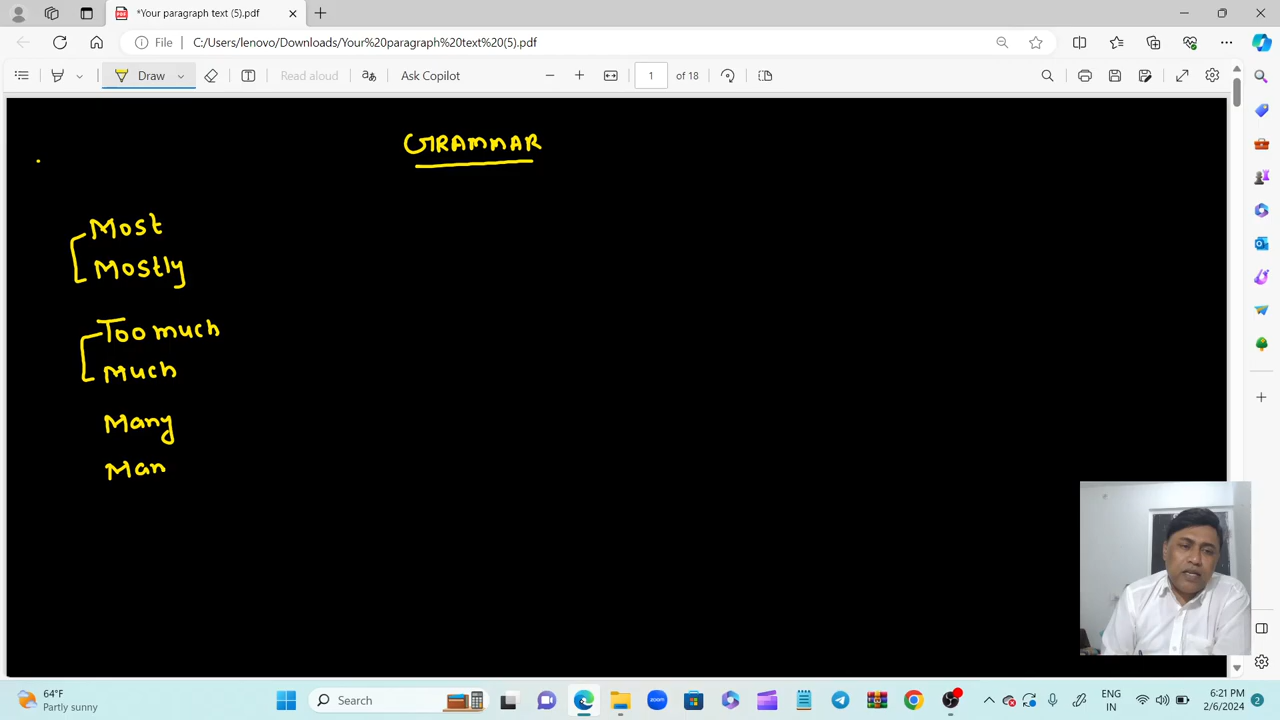 *Your paragraph text (5).pdf
File
C:/Users/lenovo/Downloads/Your%20paragraph%20text%20(5).pdf
Draw
Read aloud
Ask Copilot
1 of 18
GRAMMAR
Most
Mostly
Too much
Much
Many
Man
64°F
Partly sunny
Search
ENG
IN
6:21 PM
2/6/2024
2